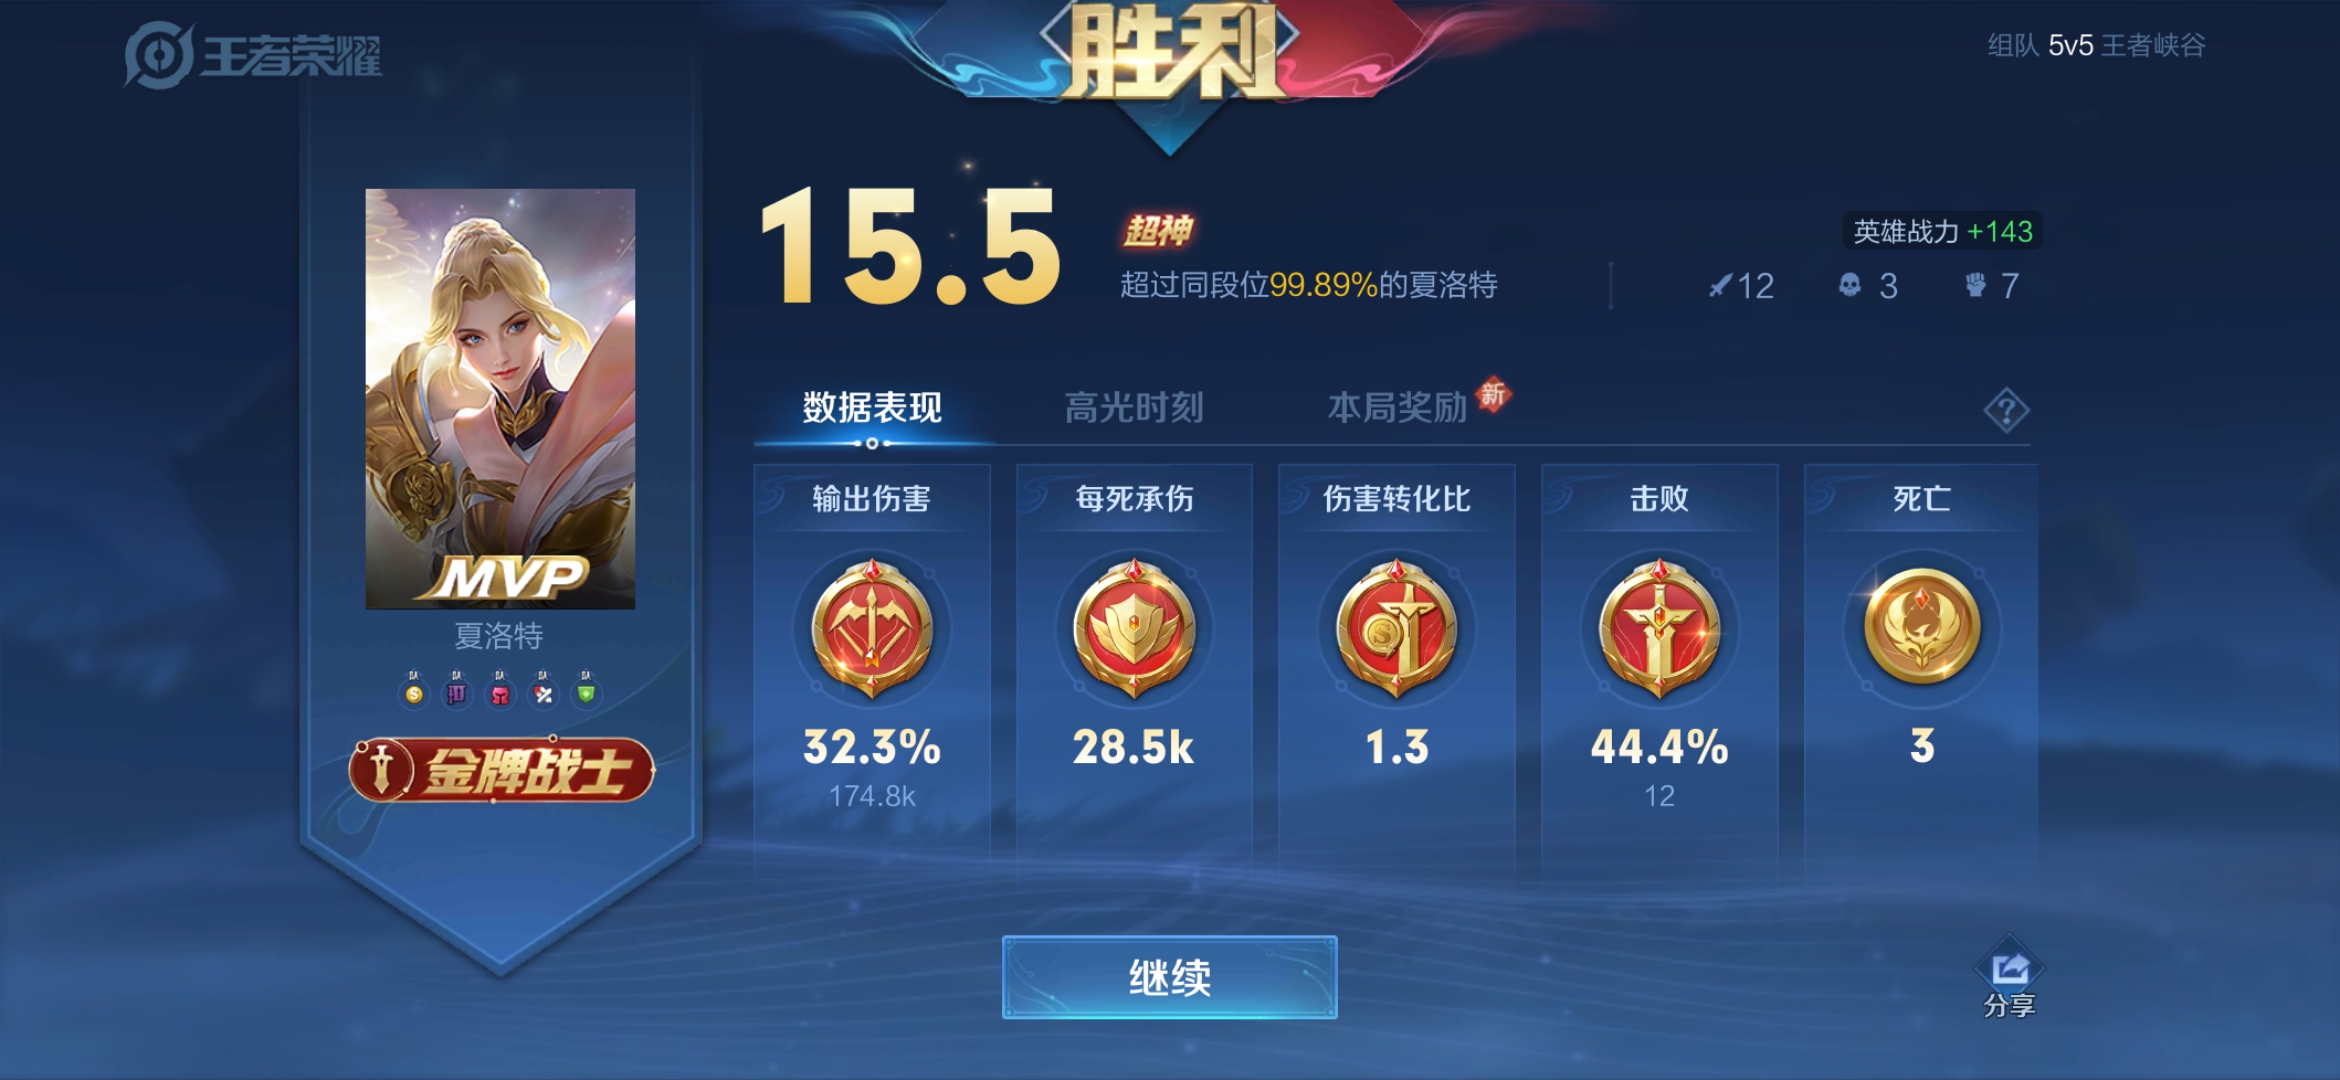 王者荣耀
胜利
组队 5v5 王者峡谷
15.5
超神
超过同段位99.89%的夏洛特
英雄战力 +143
12 3 7
数据表现 高光时刻 本局奖励 新
?
MVP
夏洛特
金牌战士
输出伤害 每死承伤 伤害转化比 击败 死亡
32.3% 28.5k 1.3 44.4% 3
174.8k 12
继续
分享